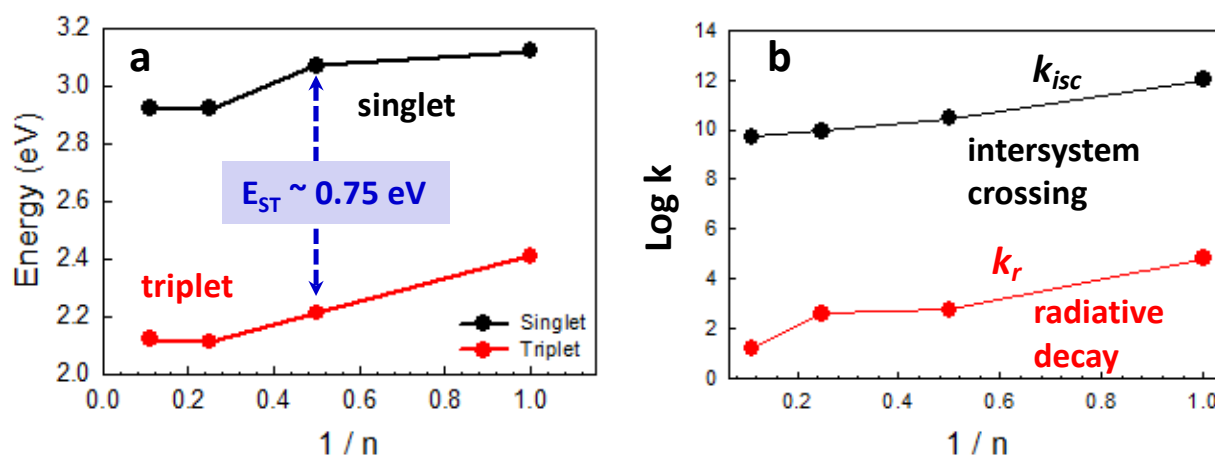 a
3.2
3.0
2.8
2.6
2.4
2.2
2.0
Energy (eV)
singlet
E_ST ~ 0.75 eV
triplet
Singlet
Triplet
0.0 0.2 0.4 0.6 0.8 1.0
1 / n
b
14
12
10
8
6
4
2
0
Log k
k_isc
intersystem
crossing
k_r
radiative
decay
0.2 0.4 0.6 0.8 1.0
1 / n